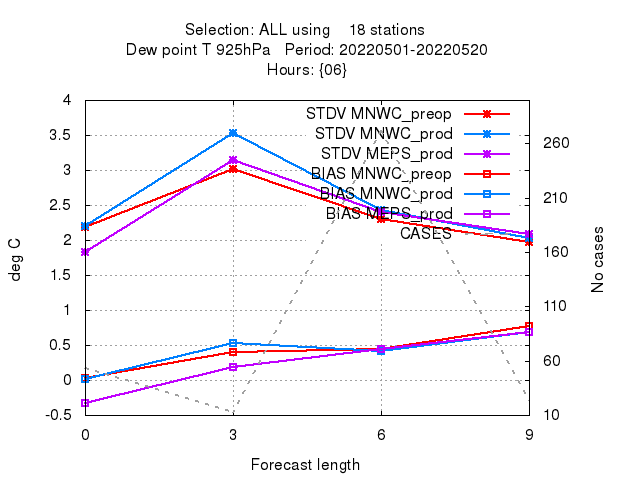 Selection: ALL using    18 stations
Dew point T 925hPa   Period: 20220501-20220520
Hours: {06}
STDV MNWC_preop
STDV MNWC_prod
STDV MEPS_prod
BIAS MNWC_preop
BIAS MNWC_prod
BIAS MEPS_prod
CASES
deg C
4
3.5
3
2.5
2
1.5
1
0.5
0
-0.5
260
210
160
110
60
10
No cases
0 3 6 9
Forecast length